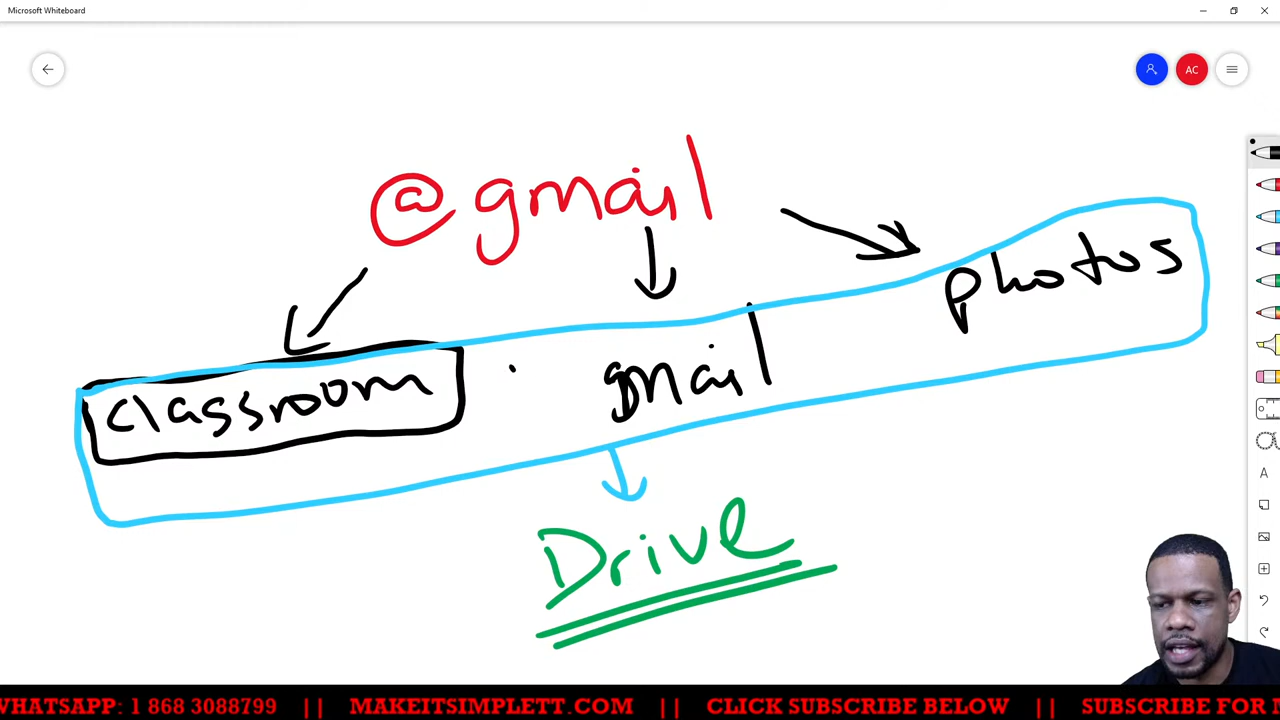 Microsoft Whiteboard
AC
@gmail
photos
classroom
gmail
Drive
A
WHATSAPP: 1 868 3088799 || MAKEITSIMPLETT.COM || CLICK SUBSCRIBE BELOW || SUBSCRIBE FOR